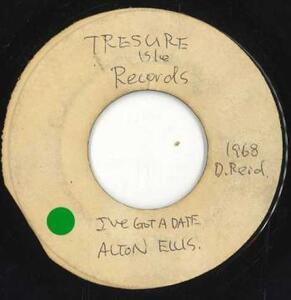 TRESURE
Isle
Records
1968
D. Reid.
I'VE GOT A DATE
ALTON ELLIS.